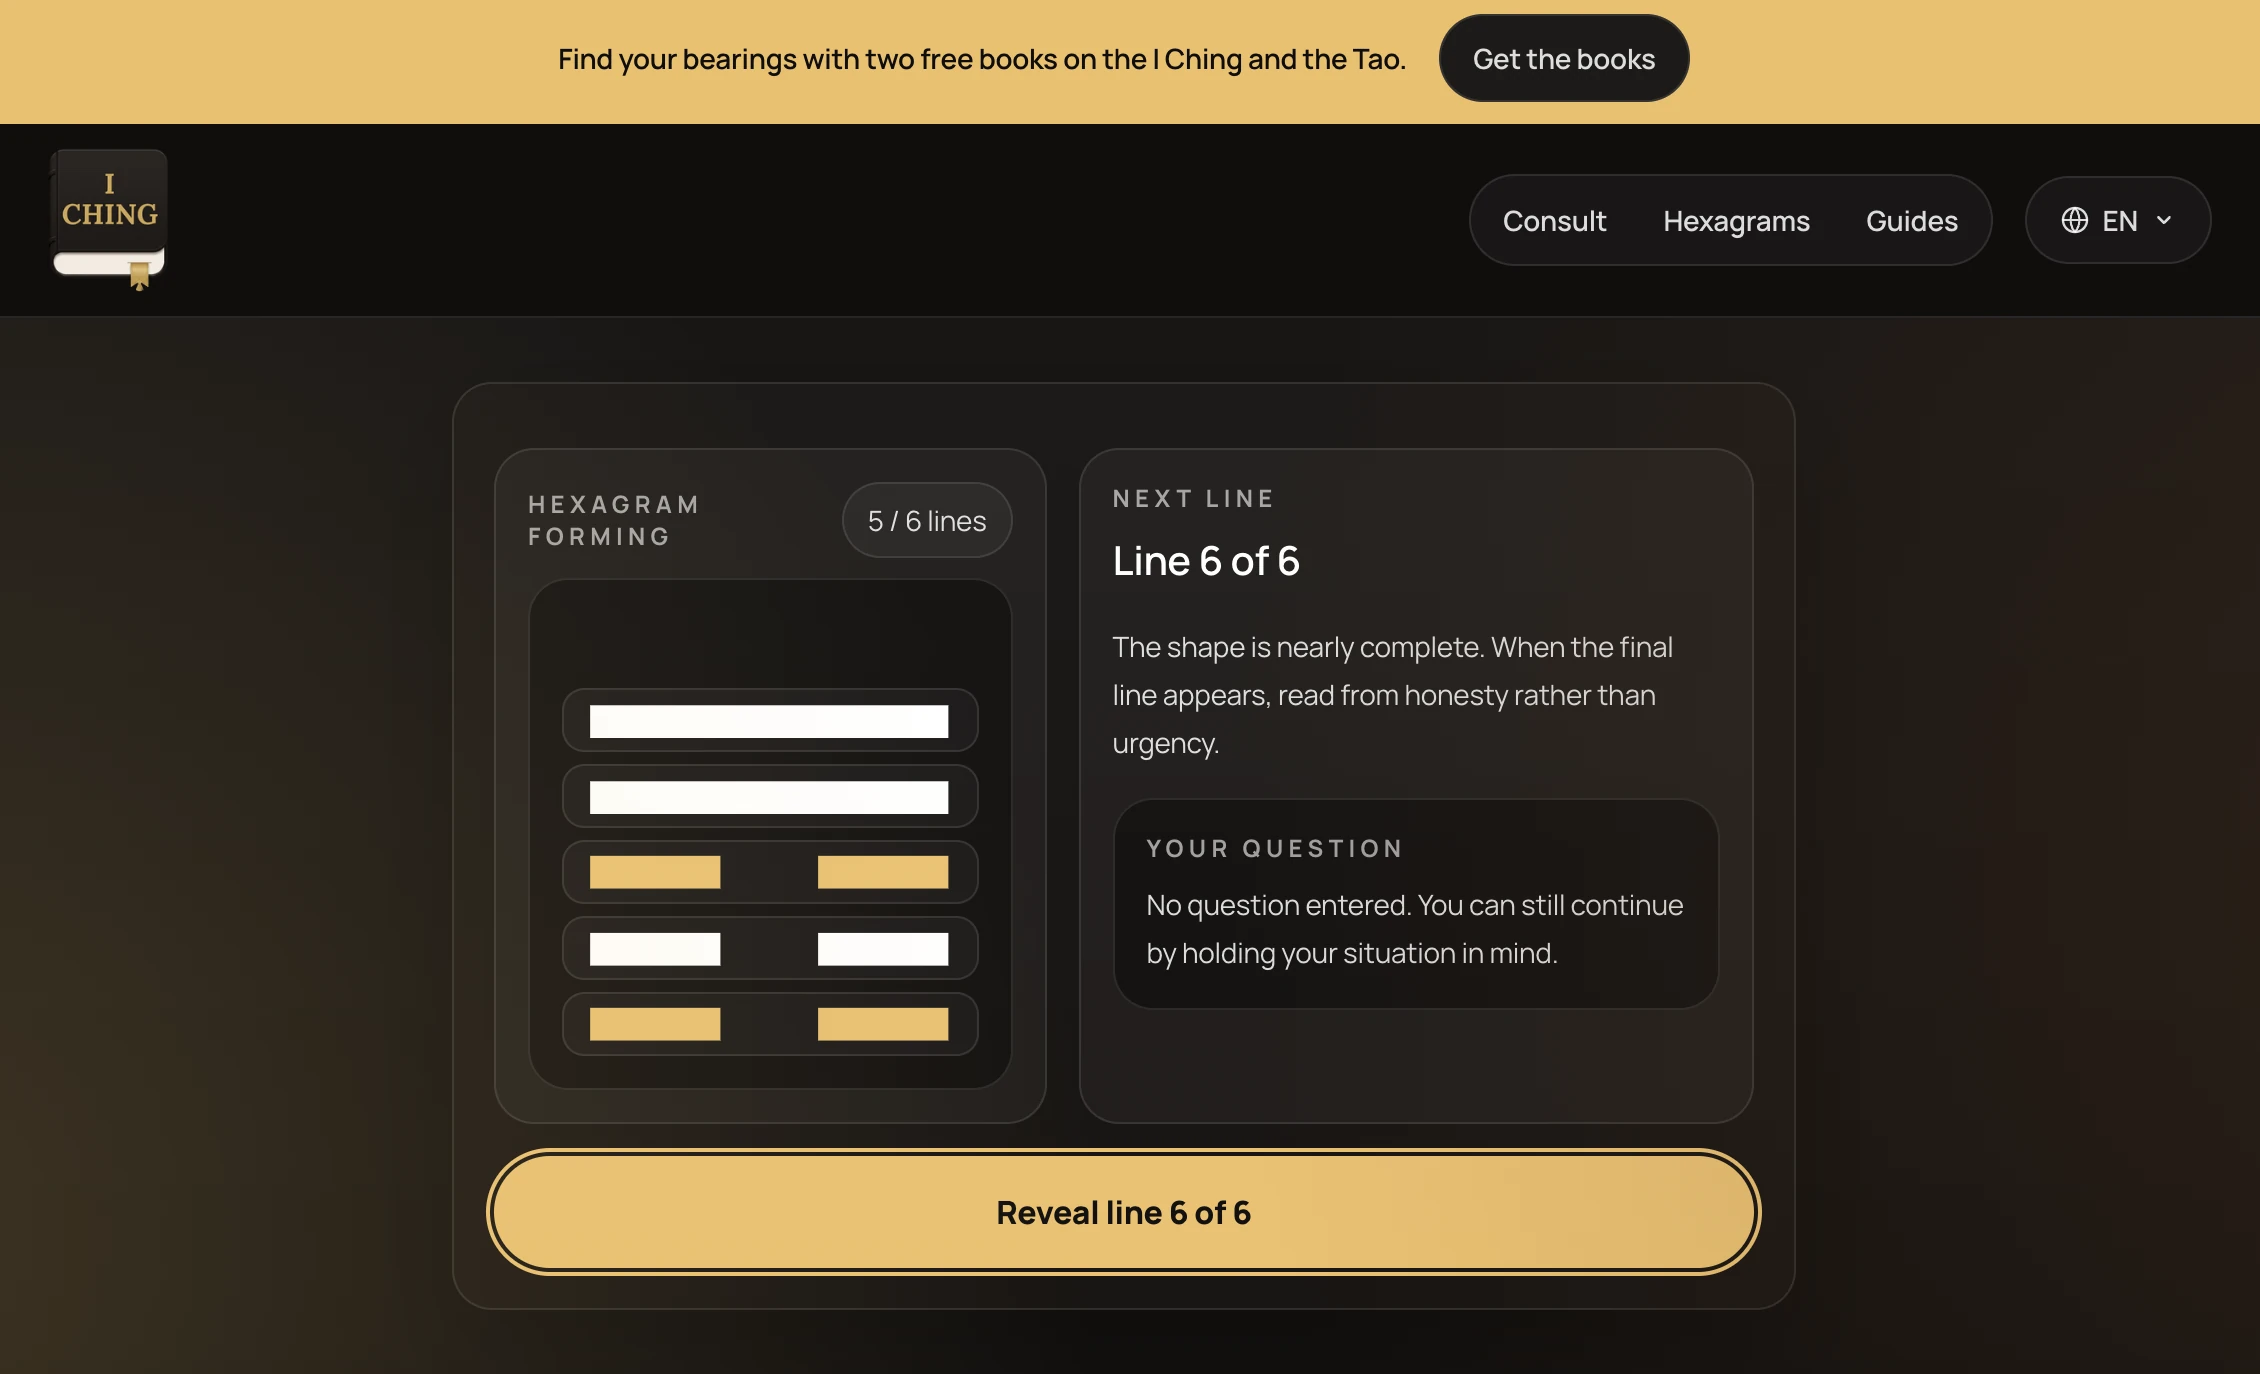 Find your bearings with two free books on the I Ching and the Tao.
Get the books
I
CHING
Consult
Hexagrams
Guides
EN
HEXAGRAM
FORMING
5 / 6 lines
NEXT LINE
Line 6 of 6
The shape is nearly complete. When the final
line appears, read from honesty rather than
urgency.
YOUR QUESTION
No question entered. You can still continue
by holding your situation in mind.
Reveal line 6 of 6